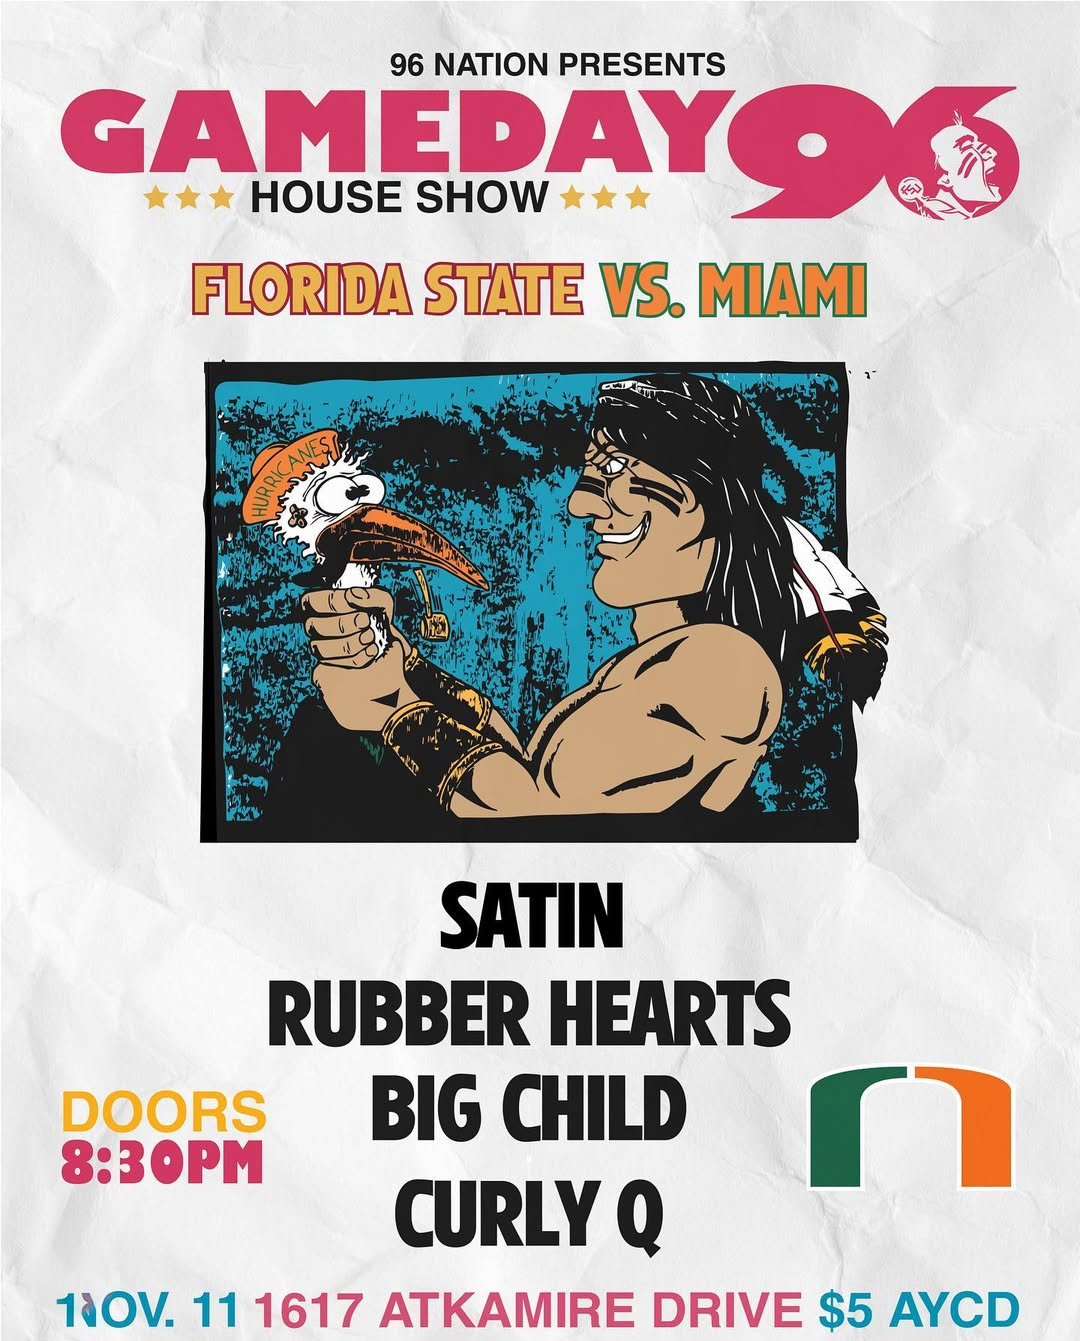 96 NATION PRESENTS
GAMEDAY96
HOUSE SHOW
FLORIDA STATE VS. MIAMI
HURRICANES
SATIN
RUBBER HEARTS
BIG CHILD
CURLY Q
DOORS
8:30PM
NOV. 11 1617 ATKAMIRE DRIVE $5 AYCD